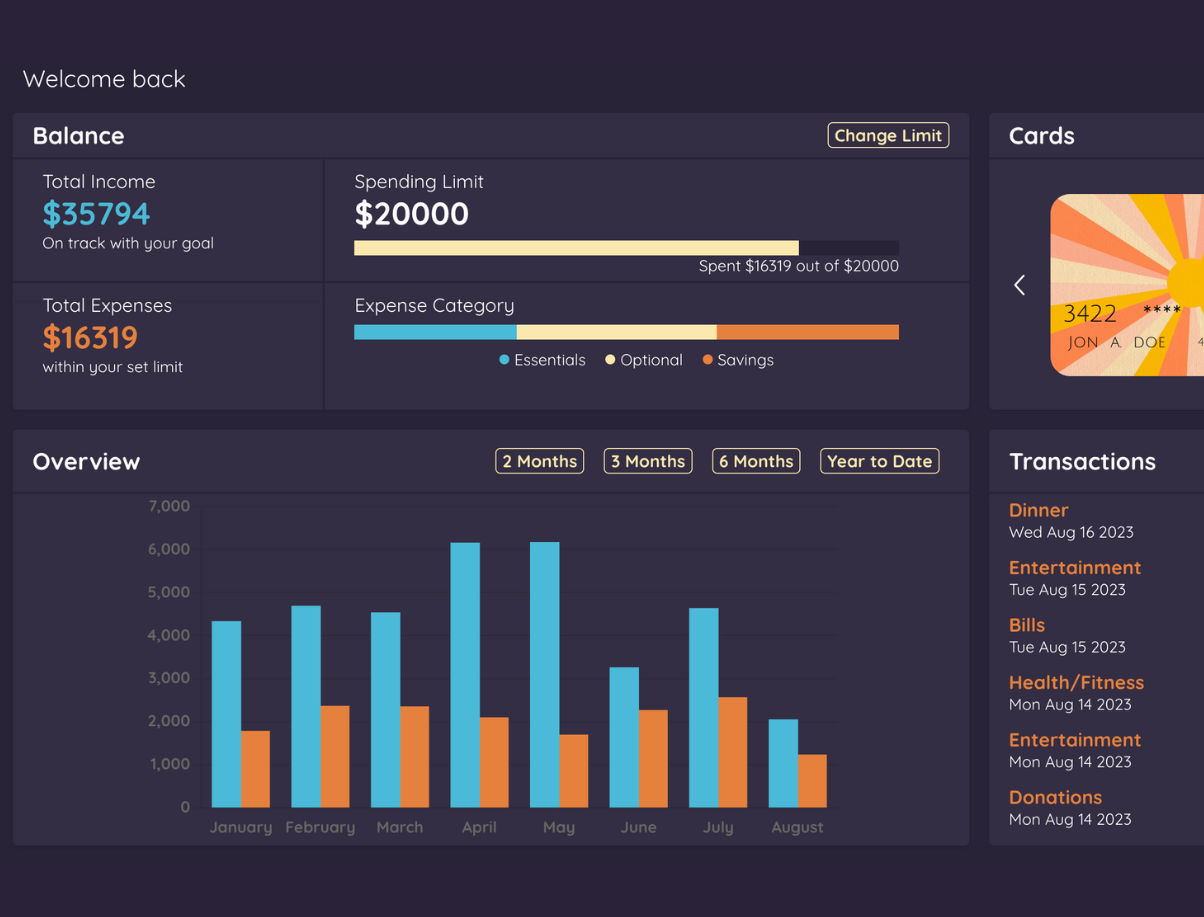 Welcome back
Balance
Change Limit
Total Income
$35794
On track with your goal
Spending Limit
$20000
Spent $16319 out of $20000
Total Expenses
$16319
within your set limit
Expense Category
Essentials Optional Savings
Cards
3422 ****
JON A. DOE 4
Overview
2 Months 3 Months 6 Months Year to Date
7,000
6,000
5,000
4,000
3,000
2,000
1,000
0
January February March April May June July August
Transactions
Dinner
Wed Aug 16 2023
Entertainment
Tue Aug 15 2023
Bills
Tue Aug 15 2023
Health/Fitness
Mon Aug 14 2023
Entertainment
Mon Aug 14 2023
Donations
Mon Aug 14 2023